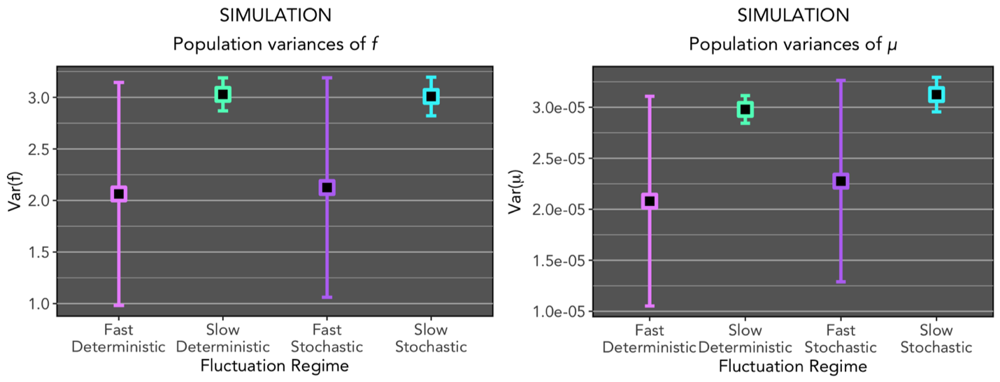 SIMULATION
Population variances of f
Var(f)
3.0
2.5
2.0
1.5
1.0
Fast Deterministic
Slow Deterministic
Fast Stochastic
Slow Stochastic
Fluctuation Regime
SIMULATION
Population variances of μ
Var(μ)
3.0e-05
2.5e-05
2.0e-05
1.5e-05
1.0e-05
Fast Deterministic
Slow Deterministic
Fast Stochastic
Slow Stochastic
Fluctuation Regime